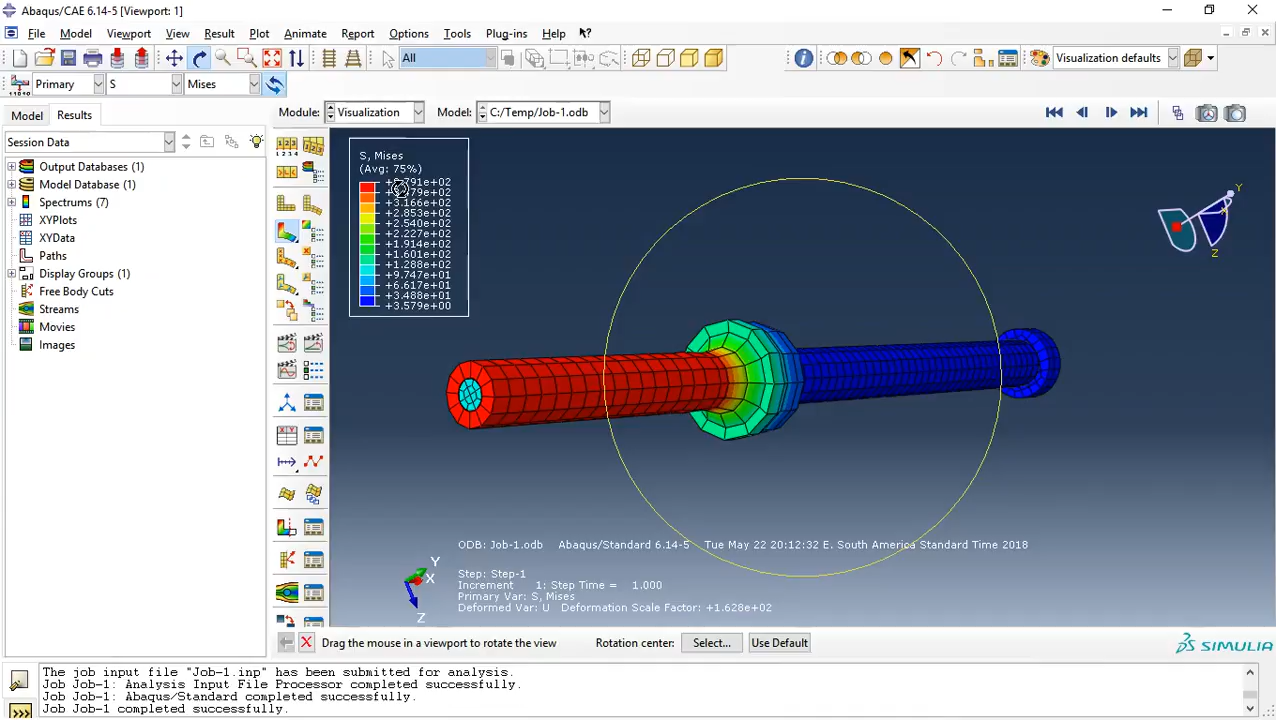 Abaqus/CAE 6.14-5 [Viewport: 1]
File Model Viewport View Result Plot Animate Report Options Tools Plug-ins Help
All
Visualization defaults
Primary S Mises
Model Results
Module: Visualization Model: C:/Temp/Job-1.odb
Session Data
Output Databases (1)
Model Database (1)
Spectrums (7)
XYPlots
XYData
Paths
Display Groups (1)
Free Body Cuts
Streams
Movies
Images
S, Mises
(Avg: 75%)
+3.166e+02
+2.853e+02
+2.540e+02
+2.227e+02
+1.914e+02
+1.601e+02
+1.288e+02
+9.747e+01
+6.617e+01
+3.488e+01
+3.579e+00
Y
X
Z
ODB: Job-1.odb Abaqus/Standard 6.14-5 Tue May 22 20:12:32 E. South America Standard Time 2018
Step: Step-1
Increment 1: Step Time = 1.000
Primary Var: S, Mises
Deformed Var: U Deformation Scale Factor: +1.628e+02
Y
X
Z
Drag the mouse in a viewport to rotate the view Rotation center: Select... Use Default
SIMULIA
The job input file "Job-1.inp" has been submitted for analysis.
Job Job-1: Analysis Input File Processor completed successfully.
Job Job-1: Abaqus/Standard completed successfully.
Job Job-1 completed successfully.